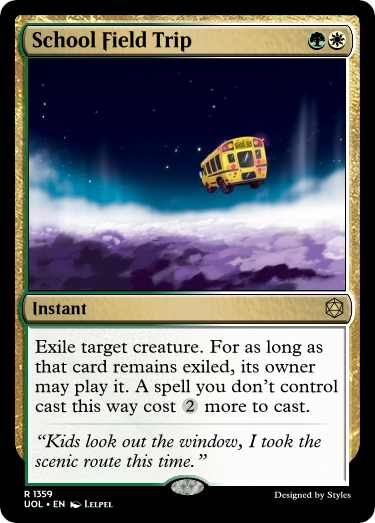 School Field Trip
Instant
Exile target creature. For as long as
that card remains exiled, its owner
may play it. A spell you don't control
cast this way cost 2 more to cast.
"Kids look out the window, I took the
scenic route this time."
R 1359
UOL • EN Lelpel
Designed by Styles